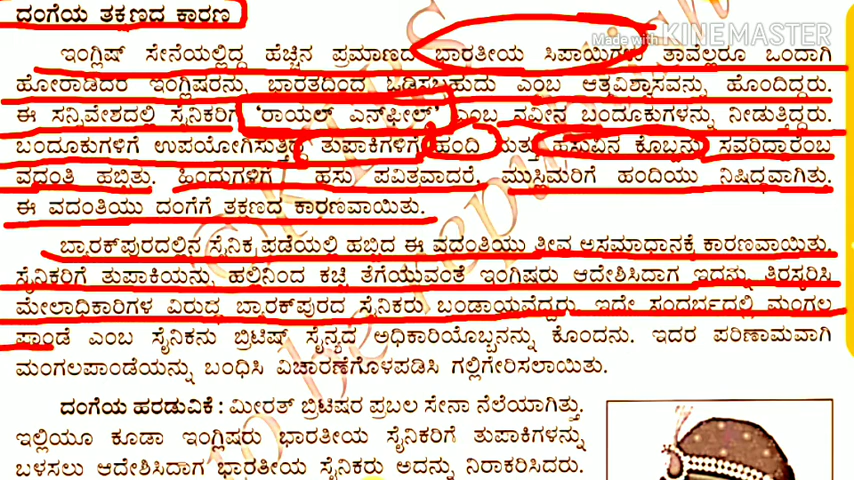 ದಂಗೆಯ ತಕ್ಷಣದ ಕಾರಣ
Made with KINEMASTER
ಇಂಗ್ಲಿಷ್ ಸೇನೆಯಲ್ಲಿದ್ದ ಹೆಚ್ಚಿನ ಪ್ರಮಾಣದ ಭಾರತೀಯ ಸಿಪಾಯಿಗಳು ತಾವೆಲ್ಲರೂ ಒಂದಾಗಿ
ಹೋರಾಡಿದರೆ ಇಂಗ್ಲಿಷರನ್ನು ಭಾರತದಿಂದ ಓಡಿಸಬಹುದು ಎಂಬ ಆತ್ಮವಿಶ್ವಾಸವನ್ನು ಹೊಂದಿದ್ದರು.
ಈ ಸನ್ನಿವೇಶದಲ್ಲಿ ಸೈನಿಕರಿಗೆ ‘ರಾಯಲ್ ಎನ್‌ಫೀಲ್ಡ್’ ಎಂಬ ನವೀನ ಬಂದೂಕುಗಳನ್ನು ನೀಡುತ್ತಿದ್ದರು.
ಬಂದೂಕುಗಳಿಗೆ ಉಪಯೋಗಿಸುತ್ತಿದ್ದ ತುಪಾಕಿಗಳಿಗೆ ಹಂದಿ ಮತ್ತು ಹಸುವಿನ ಕೊಬ್ಬನ್ನು ಸವರಿದ್ದಾರೆಂಬ
ವದಂತಿ ಹಬ್ಬಿತು. ಹಿಂದುಗಳಿಗೆ ಹಸು ಪವಿತ್ರವಾದರೆ, ಮುಸ್ಲಿಮರಿಗೆ ಹಂದಿಯು ನಿಷಿದ್ಧವಾಗಿತ್ತು.
ಈ ವದಂತಿಯು ದಂಗೆಗೆ ತಕ್ಷಣದ ಕಾರಣವಾಯಿತು.
ಬ್ಯಾರಕ್‌ಪುರದಲ್ಲಿನ ಸೈನಿಕ ಪಡೆಯಲ್ಲಿ ಹಬ್ಬಿದ ಈ ವದಂತಿಯು ತೀವ್ರ ಅಸಮಾಧಾನಕ್ಕೆ ಕಾರಣವಾಯಿತು.
ಸೈನಿಕರಿಗೆ ತುಪಾಕಿಯನ್ನು ಹಲ್ಲಿನಿಂದ ಕಚ್ಚಿ ತೆಗೆಯುವಂತೆ ಇಂಗ್ಲಿಷರು ಆದೇಶಿಸಿದಾಗ ಇದನ್ನು ತಿರಸ್ಕರಿಸಿ
ಮೇಲಾಧಿಕಾರಿಗಳ ವಿರುದ್ಧ ಬ್ಯಾರಕ್‌ಪುರದ ಸೈನಿಕರು ಬಂಡಾಯವೆದ್ದರು. ಇದೇ ಸಂದರ್ಭದಲ್ಲಿ ಮಂಗಲ
ಪಾಂಡೆ ಎಂಬ ಸೈನಿಕನು ಬ್ರಿಟಿಷ್ ಸೈನ್ಯದ ಅಧಿಕಾರಿಯೊಬ್ಬನನ್ನು ಕೊಂದನು. ಇದರ ಪರಿಣಾಮವಾಗಿ
ಮಂಗಲಪಾಂಡೆಯನ್ನು ಬಂಧಿಸಿ ವಿಚಾರಣೆಗೊಳಪಡಿಸಿ ಗಲ್ಲಿಗೇರಿಸಲಾಯಿತು.
ದಂಗೆಯ ಹರಡುವಿಕೆ : ಮೀರತ್ ಬ್ರಿಟಿಷರ ಪ್ರಬಲ ಸೇನಾ ನೆಲೆಯಾಗಿತ್ತು.
ಇಲ್ಲಿಯೂ ಕೂಡಾ ಇಂಗ್ಲಿಷರು ಭಾರತೀಯ ಸೈನಿಕರಿಗೆ ತುಪಾಕಿಗಳನ್ನು
ಬಳಸಲು ಆದೇಶಿಸಿದಾಗ ಭಾರತೀಯ ಸೈನಿಕರು ಅದನ್ನು ನಿರಾಕರಿಸಿದರು.